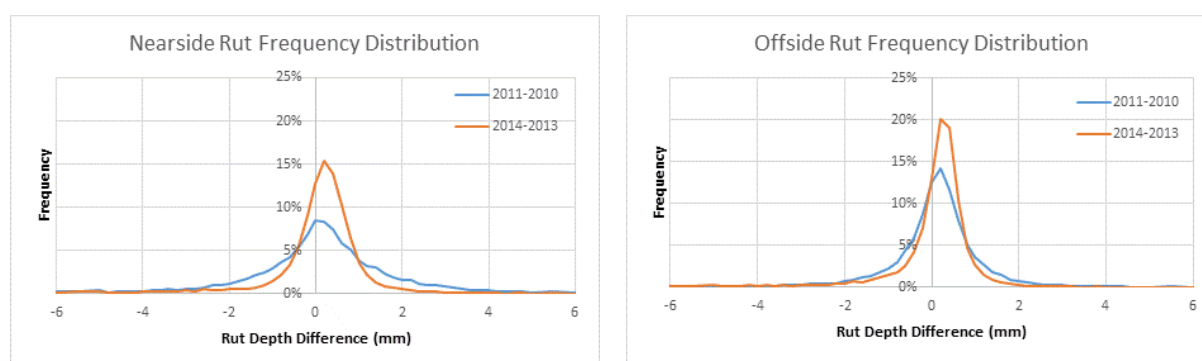 Nearside Rut Frequency Distribution
25%
20%
15%
10%
5%
0%
2011-2010
2014-2013
Frequency
-6 -4 -2 0 2 4 6
Rut Depth Difference (mm)
Offside Rut Frequency Distribution
25%
20%
15%
10%
5%
0%
2011-2010
2014-2013
Frequency
-6 -4 -2 0 2 4 6
Rut Depth Difference (mm)